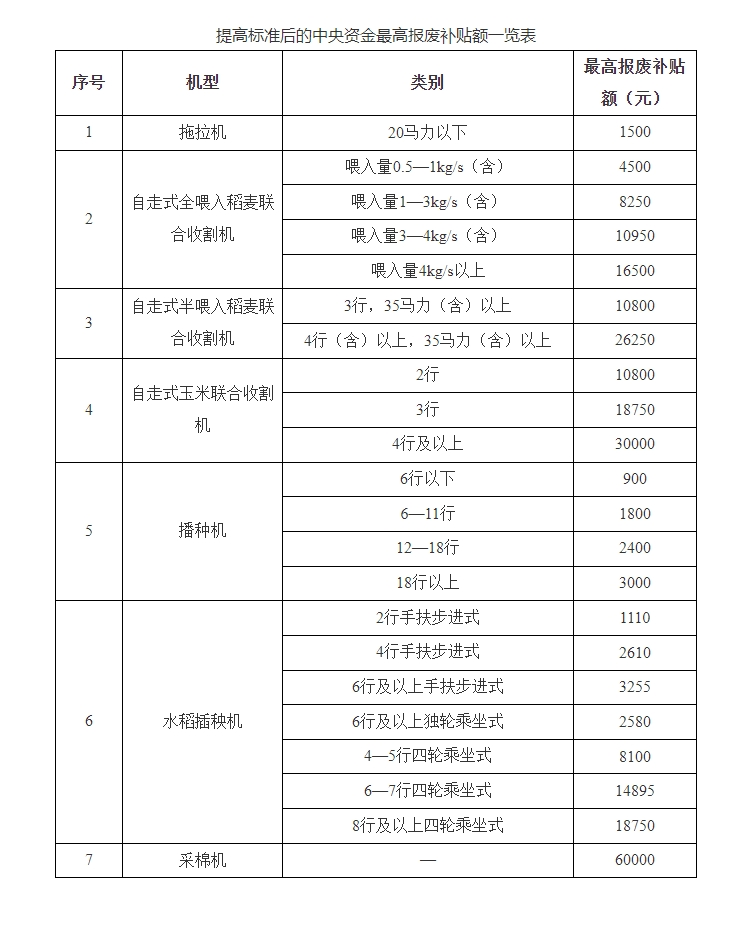 提高标准后的中央资金最高报废补贴额一览表
序号 机型 类别 最高报废补贴
额（元）
1 拖拉机 20马力以下 1500
2 自走式全喂入稻麦联
合收割机 喂入量0.5—1kg/s（含） 4500
喂入量1—3kg/s（含） 8250
喂入量3—4kg/s（含） 10950
喂入量4kg/s以上 16500
3 自走式半喂入稻麦联
合收割机 3行，35马力（含）以上 10800
4行（含）以上，35马力（含）以上 26250
4 自走式玉米联合收割
机 2行 10800
3行 18750
4行及以上 30000
5 播种机 6行以下 900
6—11行 1800
12—18行 2400
18行以上 3000
6 水稻插秧机 2行手扶步进式 1110
4行手扶步进式 2610
6行及以上手扶步进式 3255
6行及以上独轮乘坐式 2580
4—5行四轮乘坐式 8100
6—7行四轮乘坐式 14895
8行及以上四轮乘坐式 18750
7 采棉机 — 60000